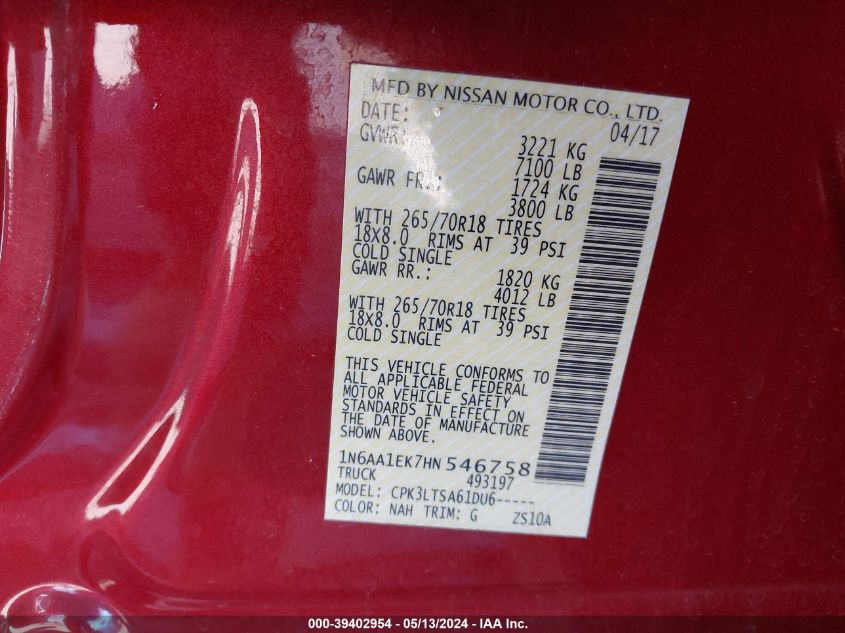 MFD BY NISSAN MOTOR CO., LTD.
DATE: 04/17
GVWR: 3221 KG
7100 LB
GAWR FR.: 1724 KG
3800 LB
WITH 265/70R18 TIRES
18X8.0 RIMS AT 39 PSI
COLD SINGLE
GAWR RR.: 1820 KG
4012 LB
WITH 265/70R18 TIRES
18X8.0 RIMS AT 39 PSI
COLD SINGLE
THIS VEHICLE CONFORMS TO
ALL APPLICABLE FEDERAL
MOTOR VEHICLE SAFETY
STANDARDS IN EFFECT ON
THE DATE OF MANUFACTURE
SHOWN ABOVE.
1N6AA1EK7HN546758
TRUCK 493197
MODEL: CPK3LTSA61DU6-----
COLOR: NAH TRIM: G ZS10A
000-39402954 - 05/13/2024 - IAA Inc.